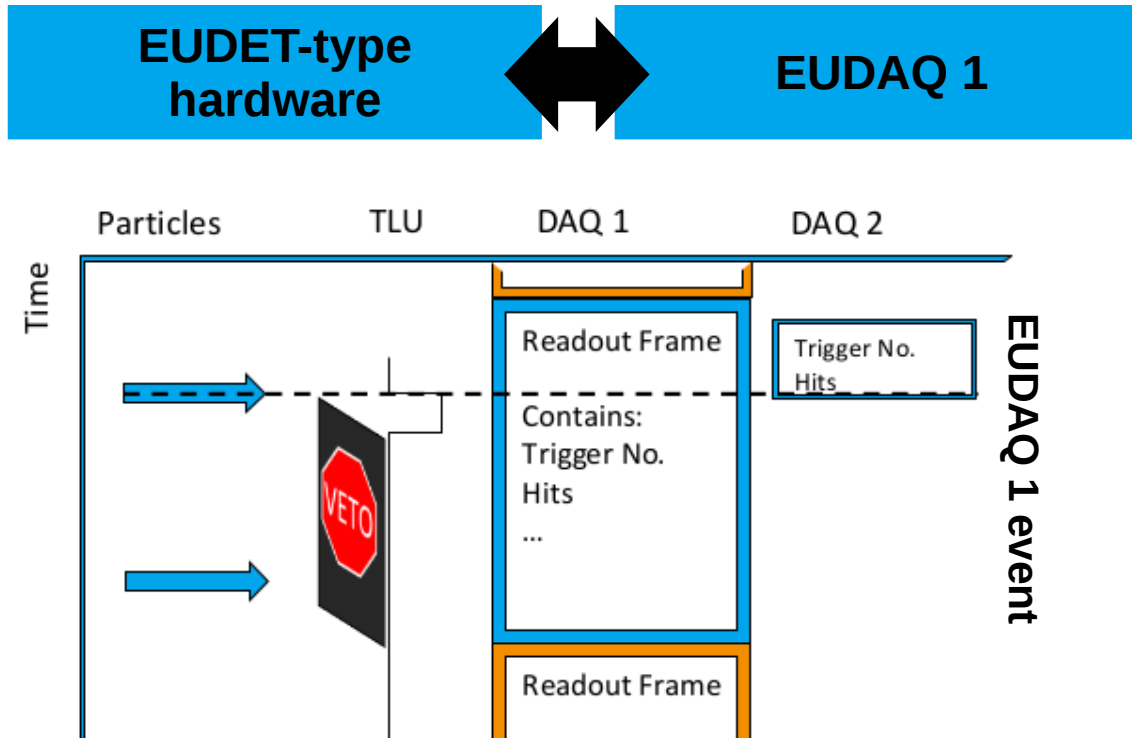 EUDET-type
hardware
EUDAQ 1
Particles
TLU
DAQ 1
DAQ 2
Time
Readout Frame
Contains:
Trigger No.
Hits
...
Trigger No.
Hits
VETO
EUDAQ 1 event
Readout Frame